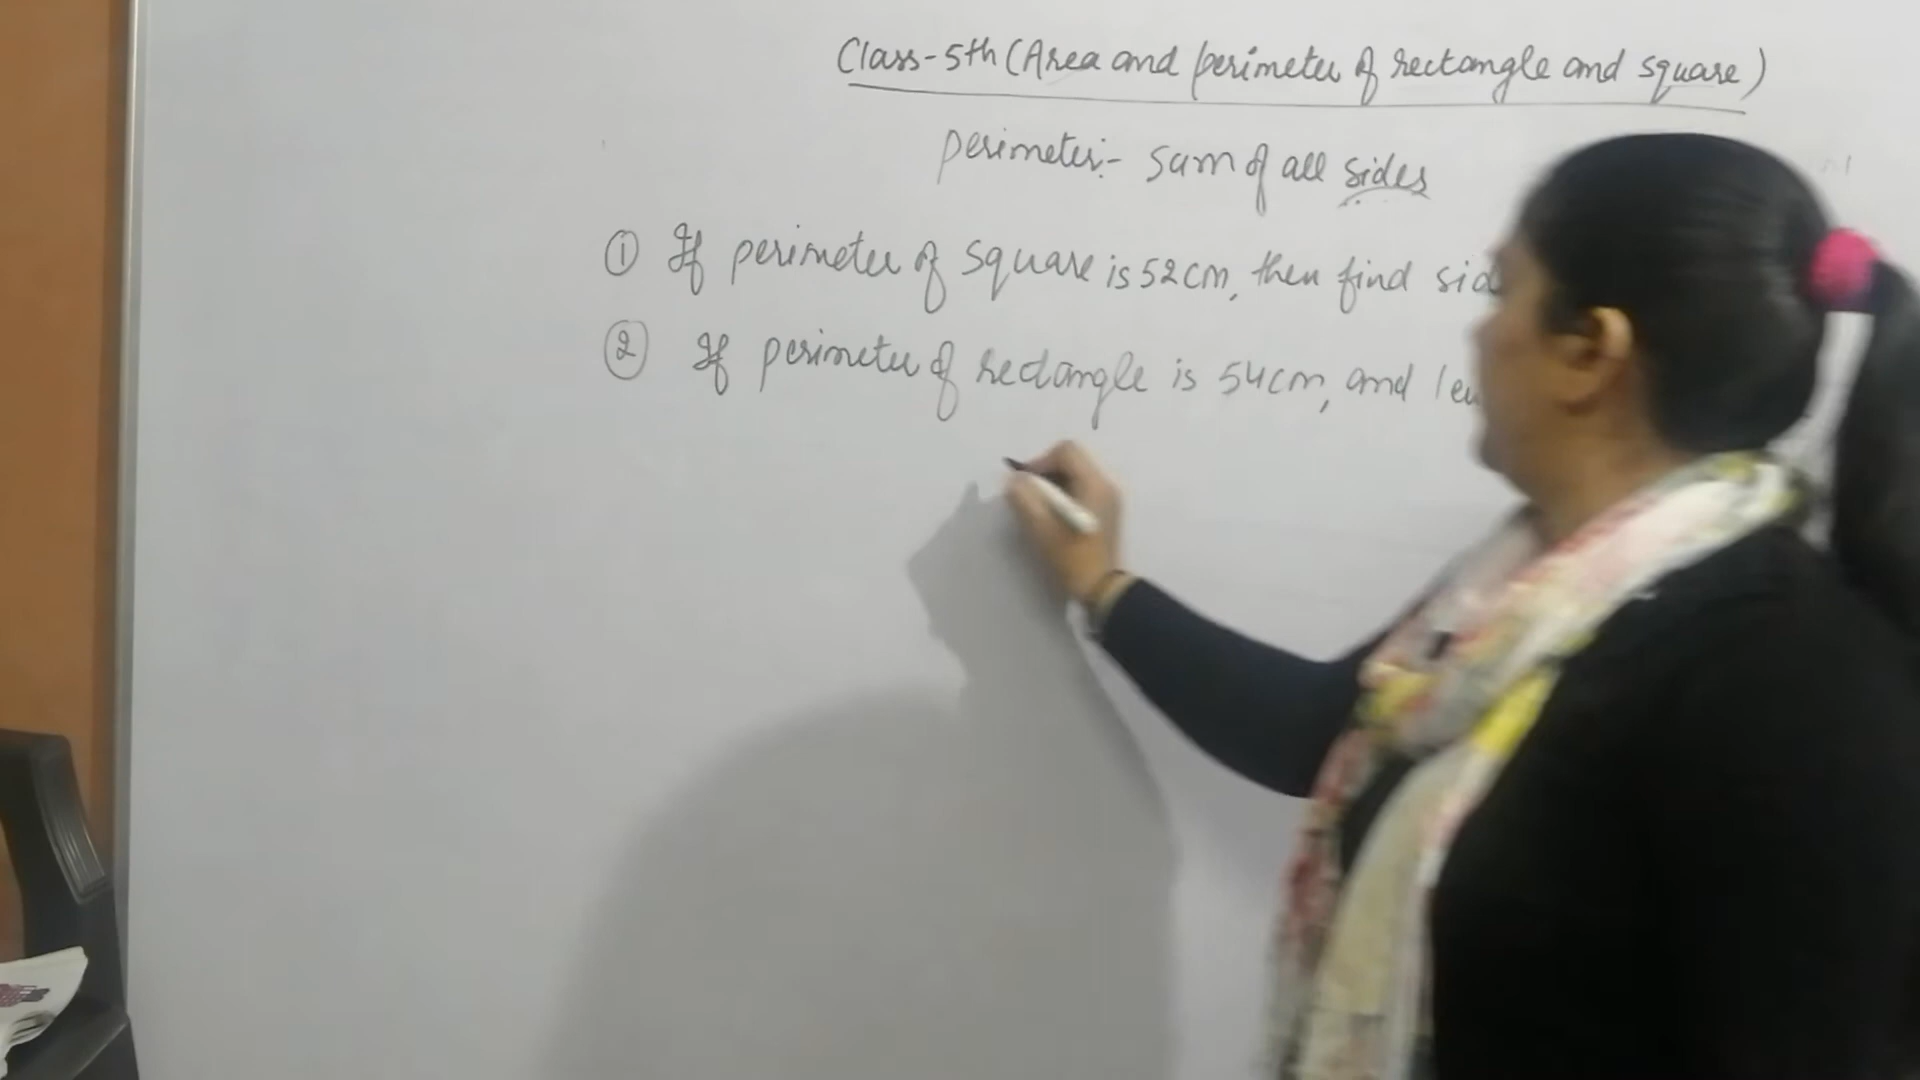 Class-5th (Area and perimeter of rectangle and square)
perimeter:- sum of all sides
① If perimeter of square is 52cm, then find sid
② If perimeter of rectangle is 54cm, and len